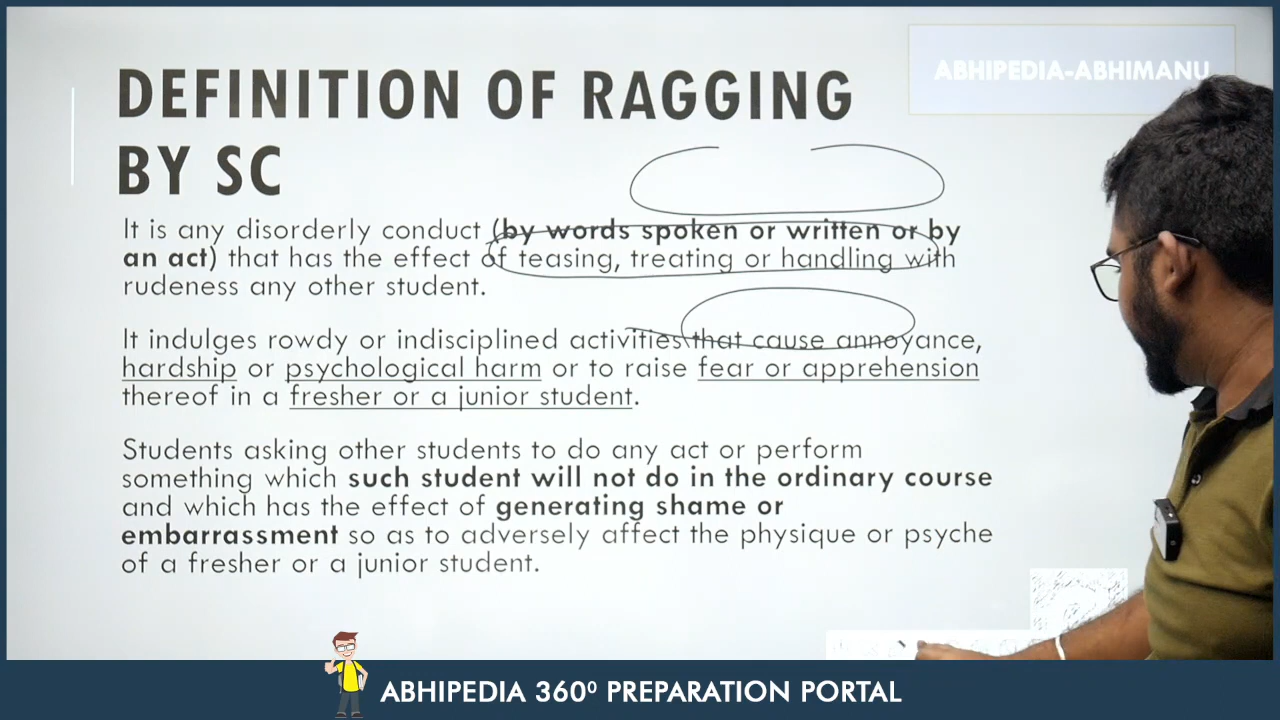 ABHIPEDIA-ABHIMANU
DEFINITION OF RAGGING
BY SC
It is any disorderly conduct (by words spoken or written or by
an act) that has the effect of teasing, treating or handling with
rudeness any other student.
It indulges rowdy or indisciplined activities that cause annoyance,
hardship or psychological harm or to raise fear or apprehension
thereof in a fresher or a junior student.
Students asking other students to do any act or perform
something which such student will not do in the ordinary course
and which has the effect of generating shame or
embarrassment so as to adversely affect the physique or psyche
of a fresher or a junior student.
ABHIPEDIA 360⁰ PREPARATION PORTAL